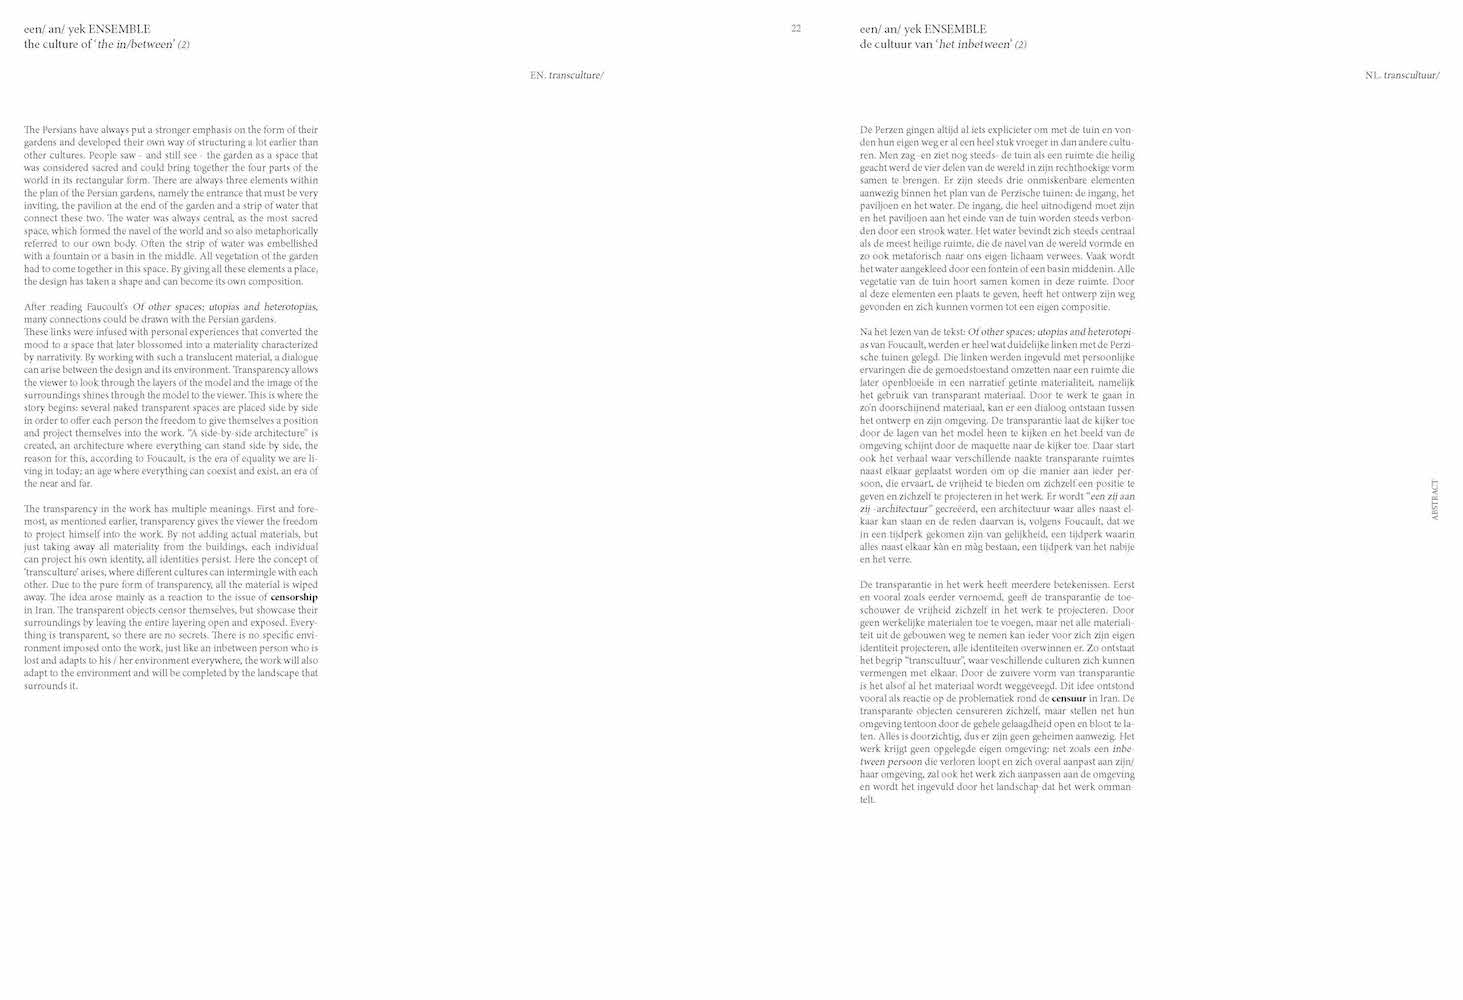 een/ an/ yek ENSEMBLE
the culture of ‘the in/between’ (2)
EN. transculture/
The Persians have always put a stronger emphasis on the form of their
gardens and developed their own way of structuring a lot earlier than
other cultures. People saw - and still see - the garden as a space that
was considered sacred and could bring together the four parts of the
world in its rectangular form. There are always three elements within
the plan of the Persian gardens, namely the entrance that must be very
inviting, the pavilion at the end of the garden and a strip of water that
connect these two. The water was always central, as the most sacred
space, which formed the navel of the world and so also metaphorically
referred to our own body. Often the strip of water was embellished
with a fountain or a basin in the middle. All vegetation of the garden
had to come together in this space. By giving all these elements a place,
the design has taken a shape and can become its own composition.
After reading Faucoult’s Of other spaces; utopias and heterotopias,
many connections could be drawn with the Persian gardens.
These links were infused with personal experiences that converted the
mood to a space that later blossomed into a materiality characterized
by narrativity. By working with such a translucent material, a dialogue
can arise between the design and its environment. Transparency allows
the viewer to look through the layers of the model and the image of the
surroundings shines through the model to the viewer. This is where the
story begins: several naked transparent spaces are placed side by side
in order to offer each person the freedom to give themselves a position
and project themselves into the work. “A side-by-side architecture” is
created, an architecture where everything can stand side by side, the
reason for this, according to Foucault, is the era of equality we are li-
ving in today; an age where everything can coexist and exist, an era of
the near and far.
The transparency in the work has multiple meanings. First and fore-
most, as mentioned earlier, transparency gives the viewer the freedom
to project himself into the work. By not adding actual materials, but
just taking away all materiality from the buildings, each individual
can project his own identity, all identities persist. Here the concept of
‘transculture’ arises, where different cultures can intermingle with each
other. Due to the pure form of transparency, all the material is wiped
away. The idea arose mainly as a reaction to the issue of censorship
in Iran. The transparent objects censor themselves, but showcase their
surroundings by leaving the entire layering open and exposed. Every-
thing is transparent, so there are no secrets. There is no specific envi-
ronment imposed onto the work, just like an inbetween person who is
lost and adapts to his / her environment everywhere, the work will also
adapt to the environment and will be completed by the landscape that
surrounds it.
22
een/ an/ yek ENSEMBLE
de cultuur van ‘het inbetween’ (2)
NL. transcultuur/
De Perzen gingen altijd al iets explicieter om met de tuin en von-
den hun eigen weg er al een heel stuk vroeger in dan andere cultu-
ren. Men zag -en ziet nog steeds- de tuin als een ruimte die heilig
geacht werd de vier delen van de wereld in zijn rechthoekige vorm
samen te brengen. Er zijn steeds drie onmiskenbare elementen
aanwezig binnen het plan van de Perzische tuinen: de ingang, het
paviljoen en het water. De ingang, die heel uitnodigend moet zijn
en het paviljoen aan het einde van de tuin worden steeds verbon-
den door een strook water. Het water bevindt zich steeds centraal
als de meest heilige ruimte, die de navel van de wereld vormde en
zo ook metaforisch naar ons eigen lichaam verwees. Vaak wordt
het water aangekleed door een fontein of een basin middenin. Alle
vegetatie van de tuin hoort samen komen in deze ruimte. Door
al deze elementen een plaats te geven, heeft het ontwerp zijn weg
gevonden en zich kunnen vormen tot een eigen compositie.
Na het lezen van de tekst: Of other spaces; utopias and heterotopi-
as van Foucault, werden er heel wat duidelijke linken met de Perzi-
sche tuinen gelegd. Die linken werden ingevuld met persoonlijke
ervaringen die de gemoedstoestand omzetten naar een ruimte die
later openbloeide in een narratief getinte materialiteit, namelijk
het gebruik van transparant materiaal. Door te werk te gaan in
zo’n doorschijnend materiaal, kan er een dialoog ontstaan tussen
het ontwerp en zijn omgeving. De transparantie laat de kijker toe
door de lagen van het model heen te kijken en het beeld van de
omgeving schijnt door de maquette naar de kijker toe. Daar start
ook het verhaal waar verschillende naakte transparante ruimtes
naast elkaar geplaatst worden om op die manier aan ieder per-
soon, die ervaart, de vrijheid te bieden om zichzelf een positie te
geven en zichzelf te projecteren in het werk. Er wordt “een zij aan
zij -architectuur” gecreëerd, een architectuur waar alles naast el-
kaar kan staan en de reden daarvan is, volgens Foucault, dat we
in een tijdperk gekomen zijn van gelijkheid, een tijdperk waarin
alles naast elkaar kàn en màg bestaan, een tijdperk van het nabije
en het verre.
De transparantie in het werk heeft meerdere betekenissen. Eerst
en vooral zoals eerder vernoemd, geeft de transparantie de toe-
schouwer de vrijheid zichzelf in het werk te projecteren. Door
geen werkelijke materialen toe te voegen, maar net alle materiali-
teit uit de gebouwen weg te nemen kan ieder voor zich zijn eigen
identiteit projecteren, alle identiteiten overwinnen er. Zo ontstaat
het begrip “transcultuur”, waar veschillende culturen zich kunnen
vermengen met elkaar. Door de zuivere vorm van transparantie
is het alsof al het materiaal wordt weggeveegd. Dit idee ontstond
vooral als reactie op de problematiek rond de censuur in Iran. De
transparante objecten censureren zichzelf, maar stellen net hun
omgeving tentoon door de gehele gelaagdheid open en bloot te la-
ten. Alles is doorzichtig, dus er zijn geen geheimen aanwezig. Het
werk krijgt geen opgelegde eigen omgeving: net zoals een inbe-
tween persoon die verloren loopt en zich overal aanpast aan zijn/
haar omgeving, zal ook het werk zich aanpassen aan de omgeving
en wordt het ingevuld door het landschap dat het werk omman-
telt.
ABSTRACT